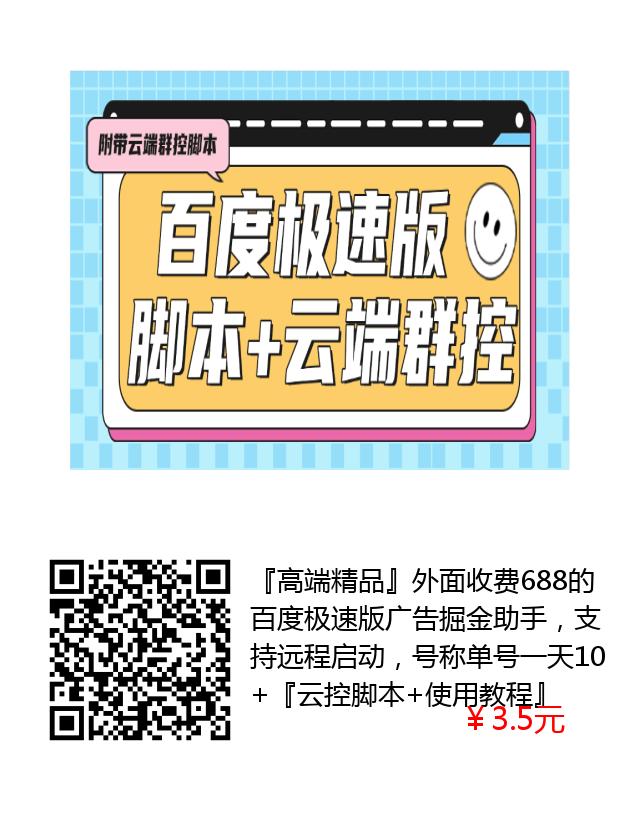 附带云端群控脚本
百度极速版
脚本+云端群控
『高端精品』外面收费688的
百度极速版广告掘金助手，支
持远程启动，号称单号一天10
+『云控脚本+使用教程』
￥3.5元